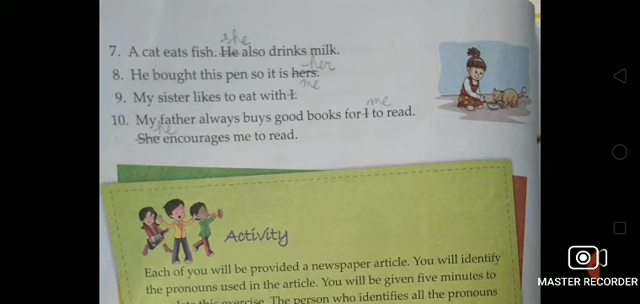 she
7. A cat eats fish. He also drinks milk.
her
8. He bought this pen so it is hers.
me
9. My sister likes to eat with I.
me
10. My father always buys good books for I to read.
she
She encourages me to read.
Activity
Each of you will be provided a newspaper article. You will identify
the pronouns used in the article. You will be given five minutes to
this exercise. The person who identifies all the pronouns
MASTER RECORDER